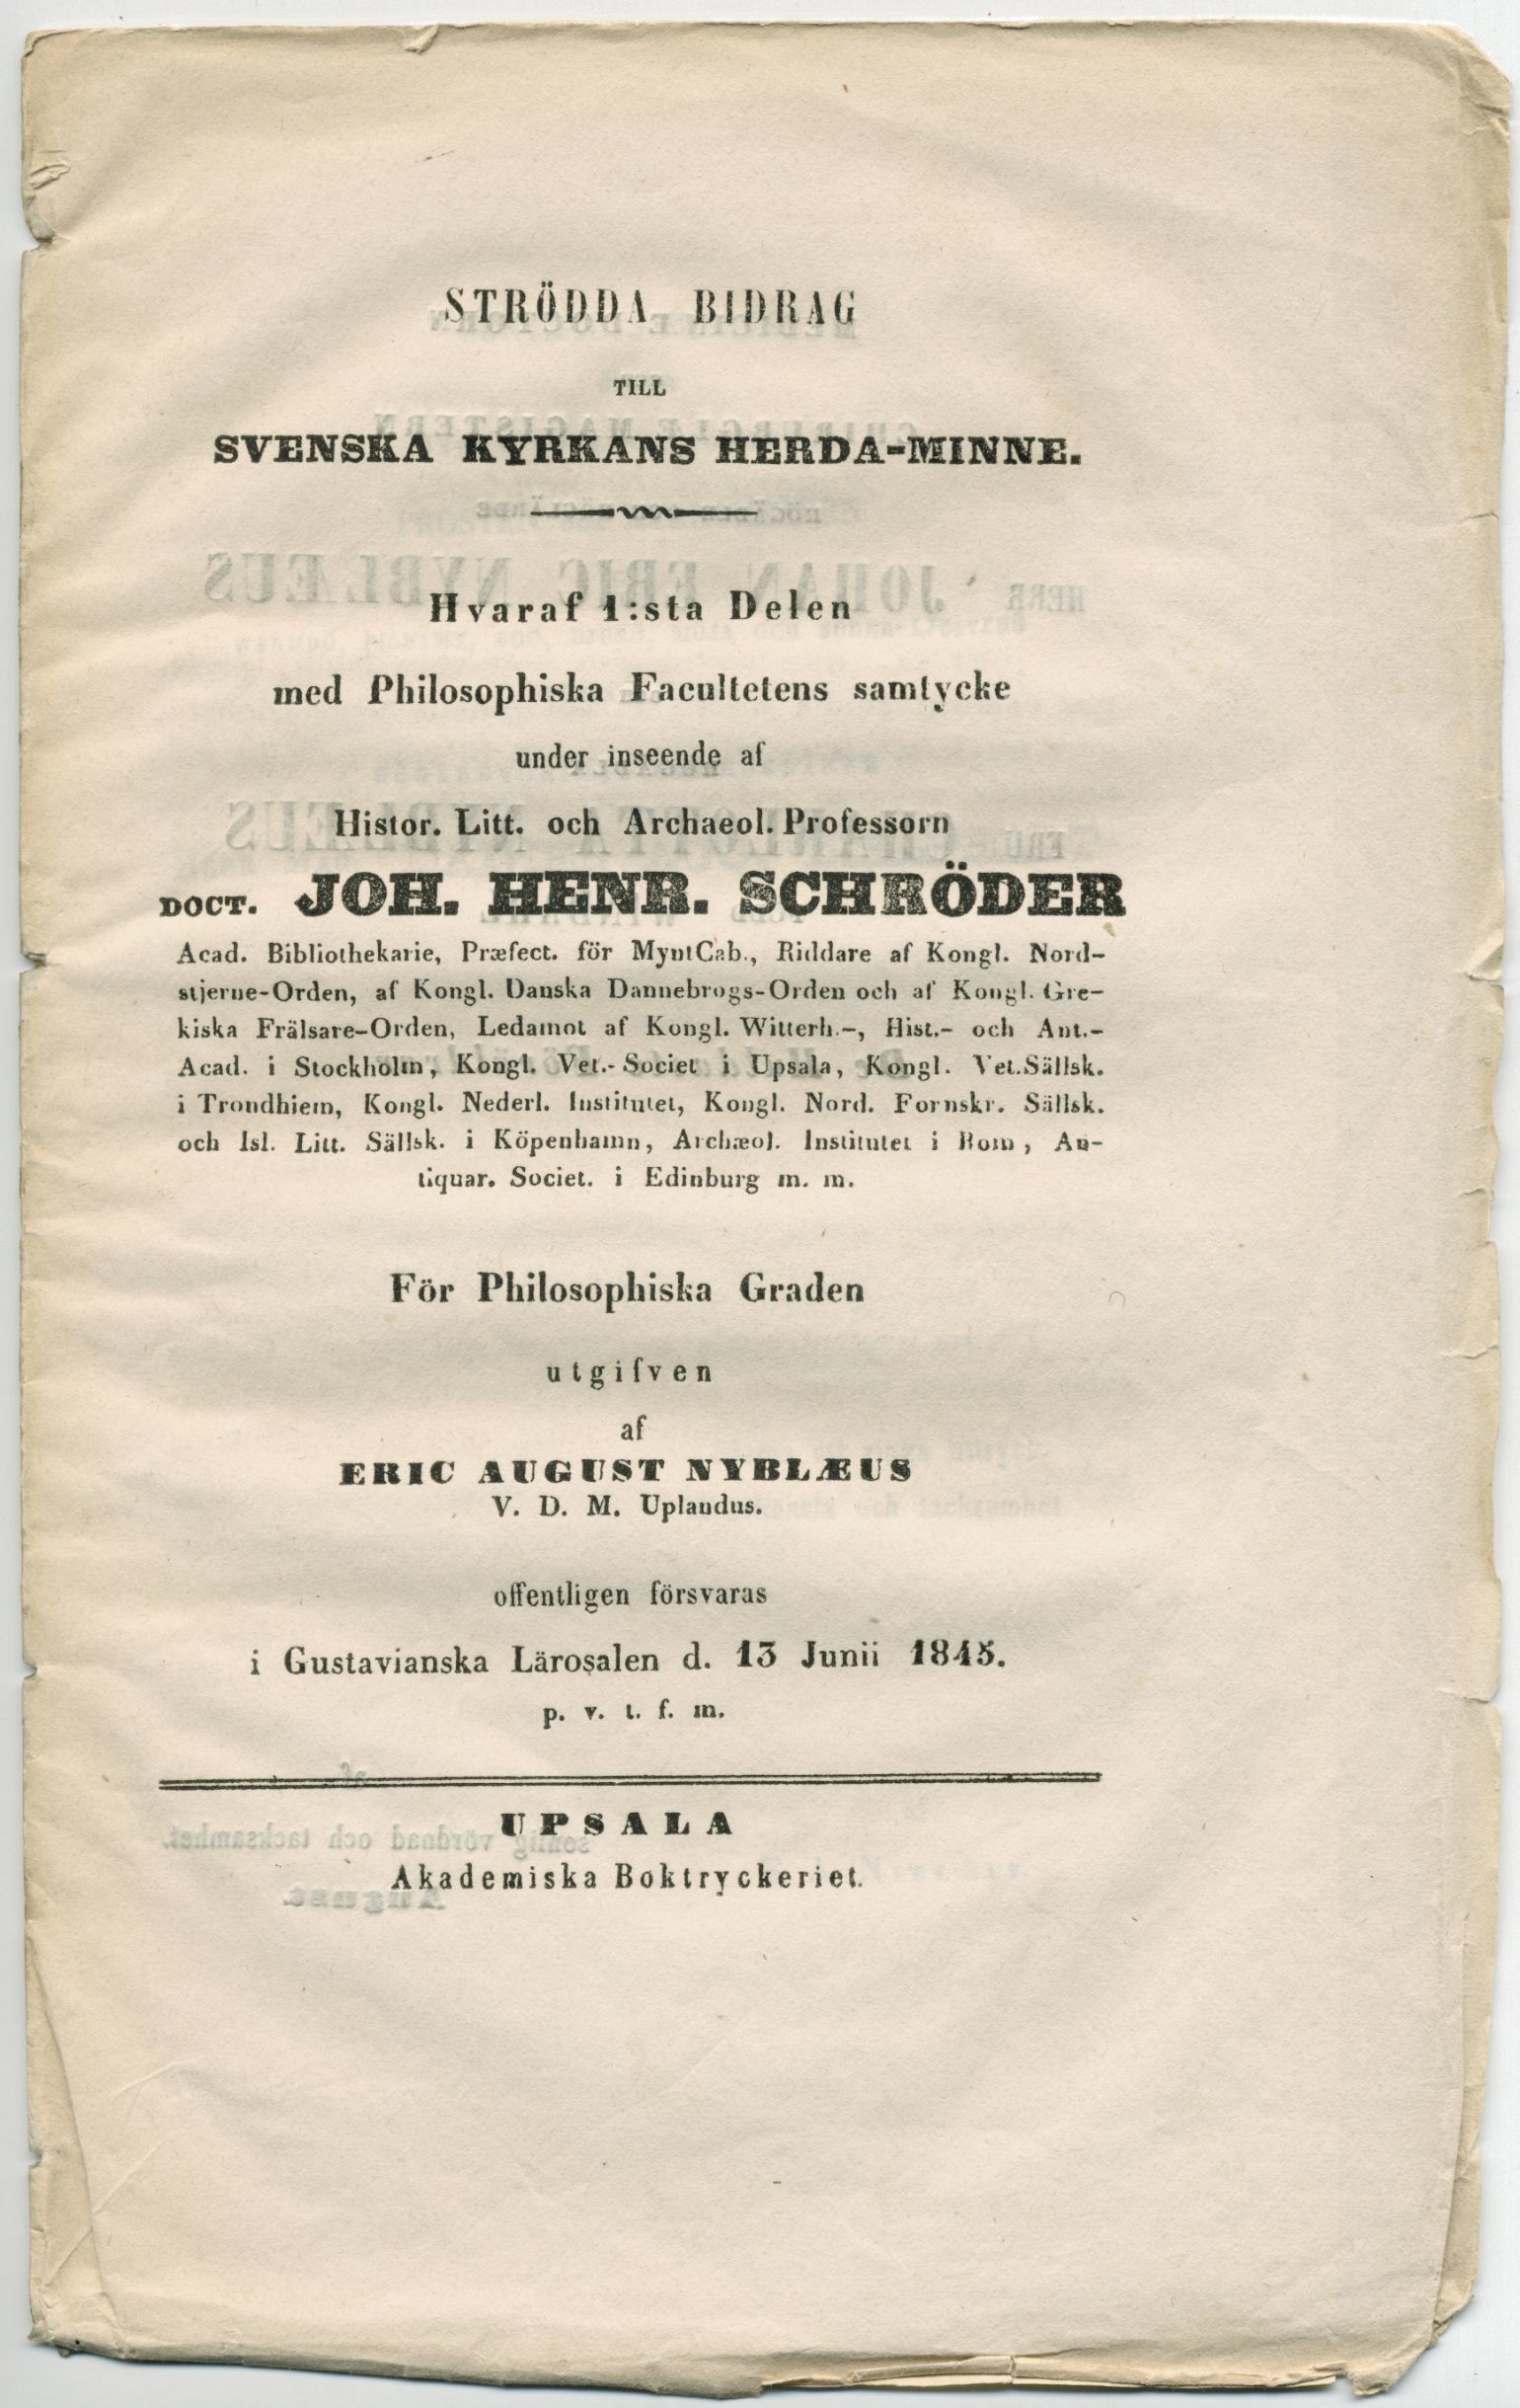 STRÖDDA BIDRAG
TILL
SVENSKA KYRKANS HERDA-MINNE.
Hvaraf 1:sta Delen
med Philosophiska Facultetens samtycke
under inseende af
Histor. Litt. och Archaeol. Professorn
DOCT. JOH. HENR. SCHRÖDER
Acad. Bibliothekarie, Præfect. för MyntCab., Riddare af Kongl. Nord-
stjerne-Orden, af Kongl. Danska Dannebrogs-Orden och af Kongl. Gre-
kiska Frälsare-Orden, Ledamot af Kongl. Witterh.-, Hist.- och Ant.-
Acad. i Stockholm, Kongl. Vet.-Societ i Upsala, Kongl. Vet.Sällsk.
i Trondhiem, Kongl. Nederl. Institutet, Kongl. Nord. Fornskr. Sällsk.
och Isl. Litt. Sällsk. i Köpenhamn, Archæol. Institutet i Rom, An-
tiquar. Societ. i Edinburg m. m.
För Philosophiska Graden
utgifven
af
ERIC AUGUST NYBLÆUS
V. D. M. Uplandus.
offentligen försvaras
i Gustavianska Lärosalen d. 13 Junii 1845.
p. v. t. f. m.
UPSALA
Akademiska Boktryckeriet.